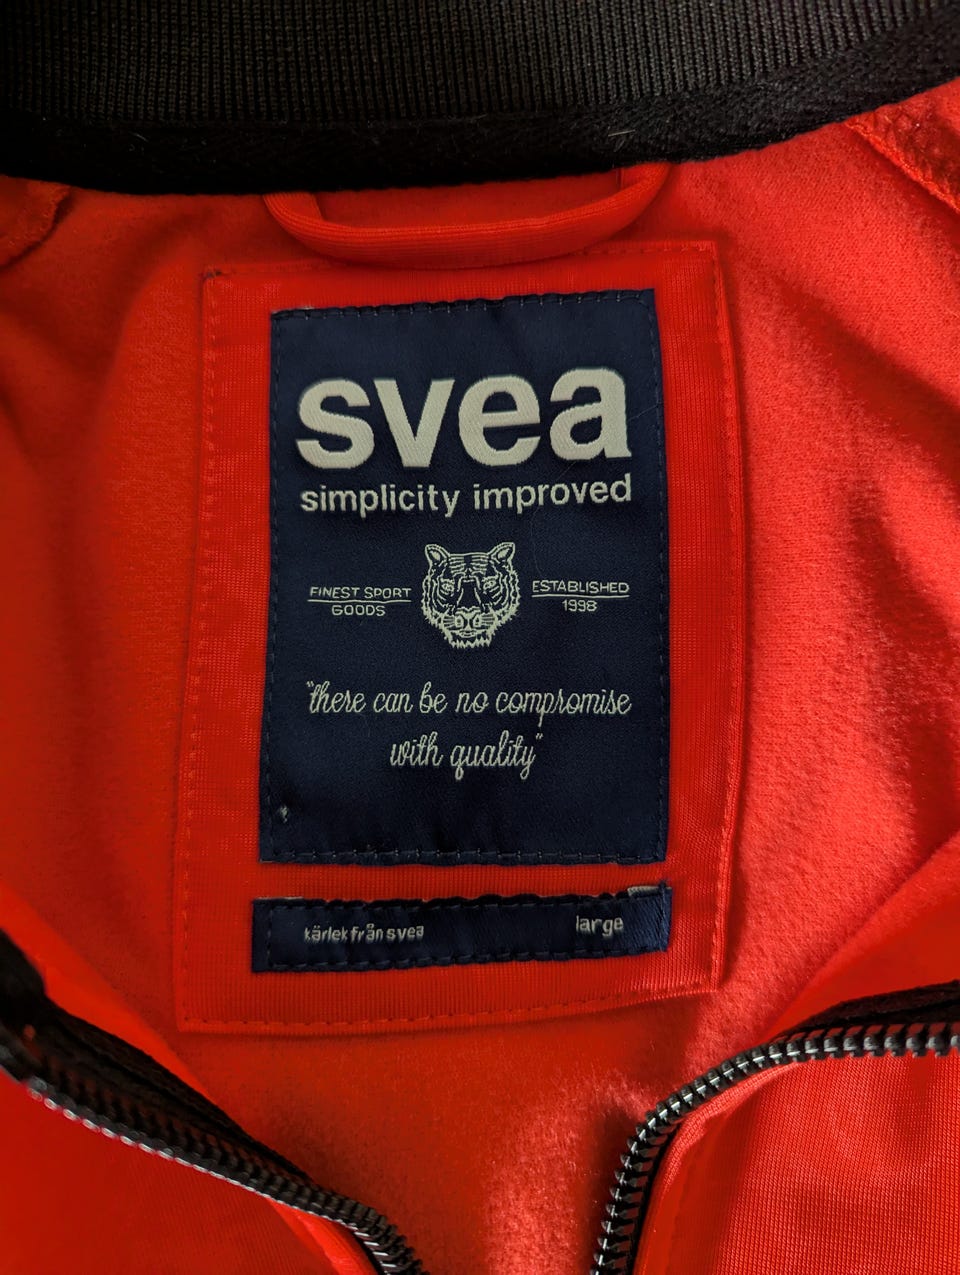 svea
simplicity improved
FINEST SPORT
GOODS
ESTABLISHED
1998
"there can be no compromise
with quality"
kärlek från svea
large